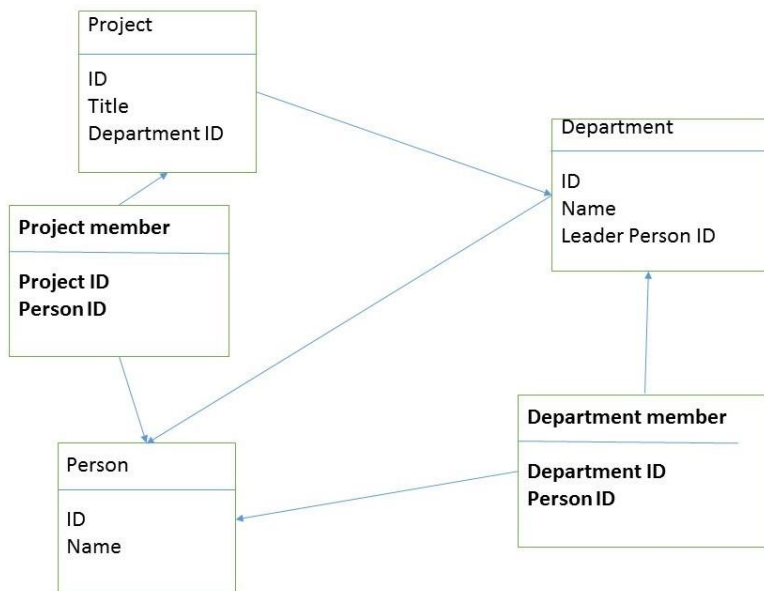 Project
ID
Title
Department ID
Department
ID
Name
Leader Person ID
Project member
Project ID
Person ID
Department member
Department ID
Person ID
Person
ID
Name